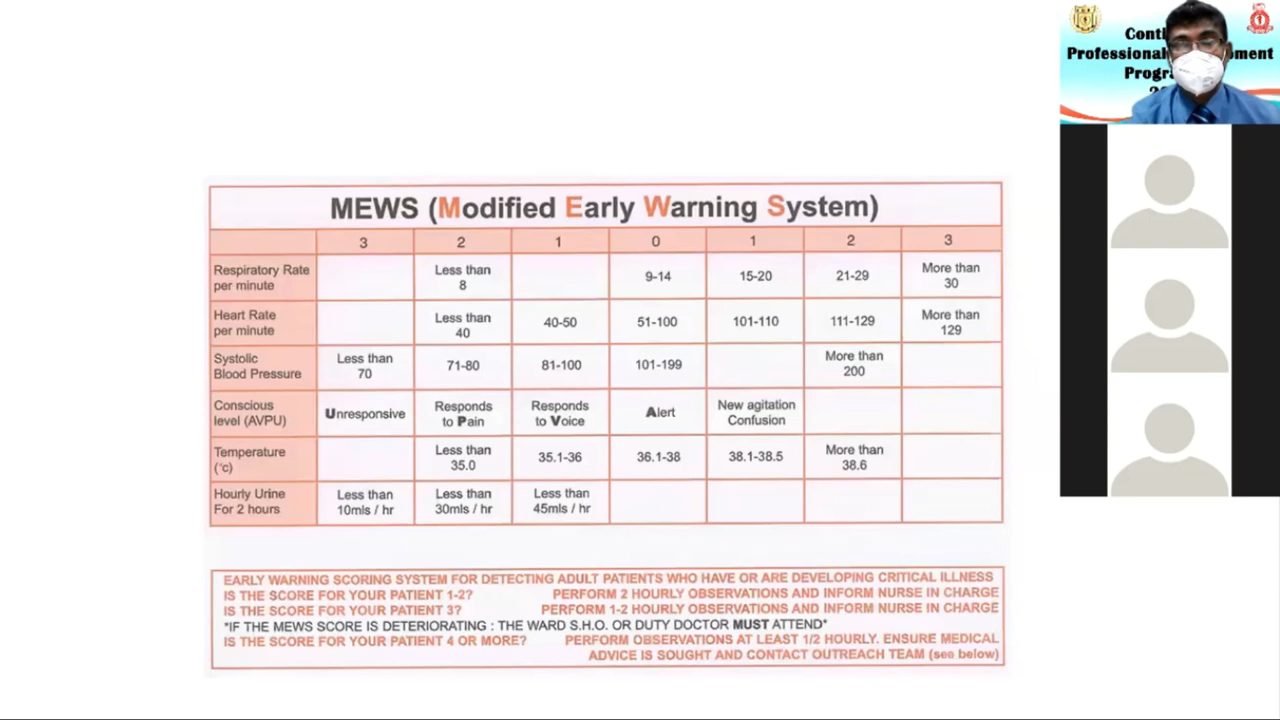 Conti
Professional ment
Progra
MEWS (Modified Early Warning System)
3 2 1 0 1 2 3
Respiratory Rate per minute Less than 8 9-14 15-20 21-29 More than 30
Heart Rate per minute Less than 40 40-50 51-100 101-110 111-129 More than 129
Systolic Blood Pressure Less than 70 71-80 81-100 101-199 More than 200
Conscious level (AVPU) Unresponsive Responds to Pain Responds to Voice Alert New agitation Confusion
Temperature (°c) Less than 35.0 35.1-36 36.1-38 38.1-38.5 More than 38.6
Hourly Urine For 2 hours Less than 10mls / hr Less than 30mls / hr Less than 45mls / hr
EARLY WARNING SCORING SYSTEM FOR DETECTING ADULT PATIENTS WHO HAVE OR ARE DEVELOPING CRITICAL ILLNESS
IS THE SCORE FOR YOUR PATIENT 1-2? PERFORM 2 HOURLY OBSERVATIONS AND INFORM NURSE IN CHARGE
IS THE SCORE FOR YOUR PATIENT 3? PERFORM 1-2 HOURLY OBSERVATIONS AND INFORM NURSE IN CHARGE
*IF THE MEWS SCORE IS DETERIORATING : THE WARD S.H.O. OR DUTY DOCTOR MUST ATTEND*
IS THE SCORE FOR YOUR PATIENT 4 OR MORE? PERFORM OBSERVATIONS AT LEAST 1/2 HOURLY. ENSURE MEDICAL
ADVICE IS SOUGHT AND CONTACT OUTREACH TEAM (see below)